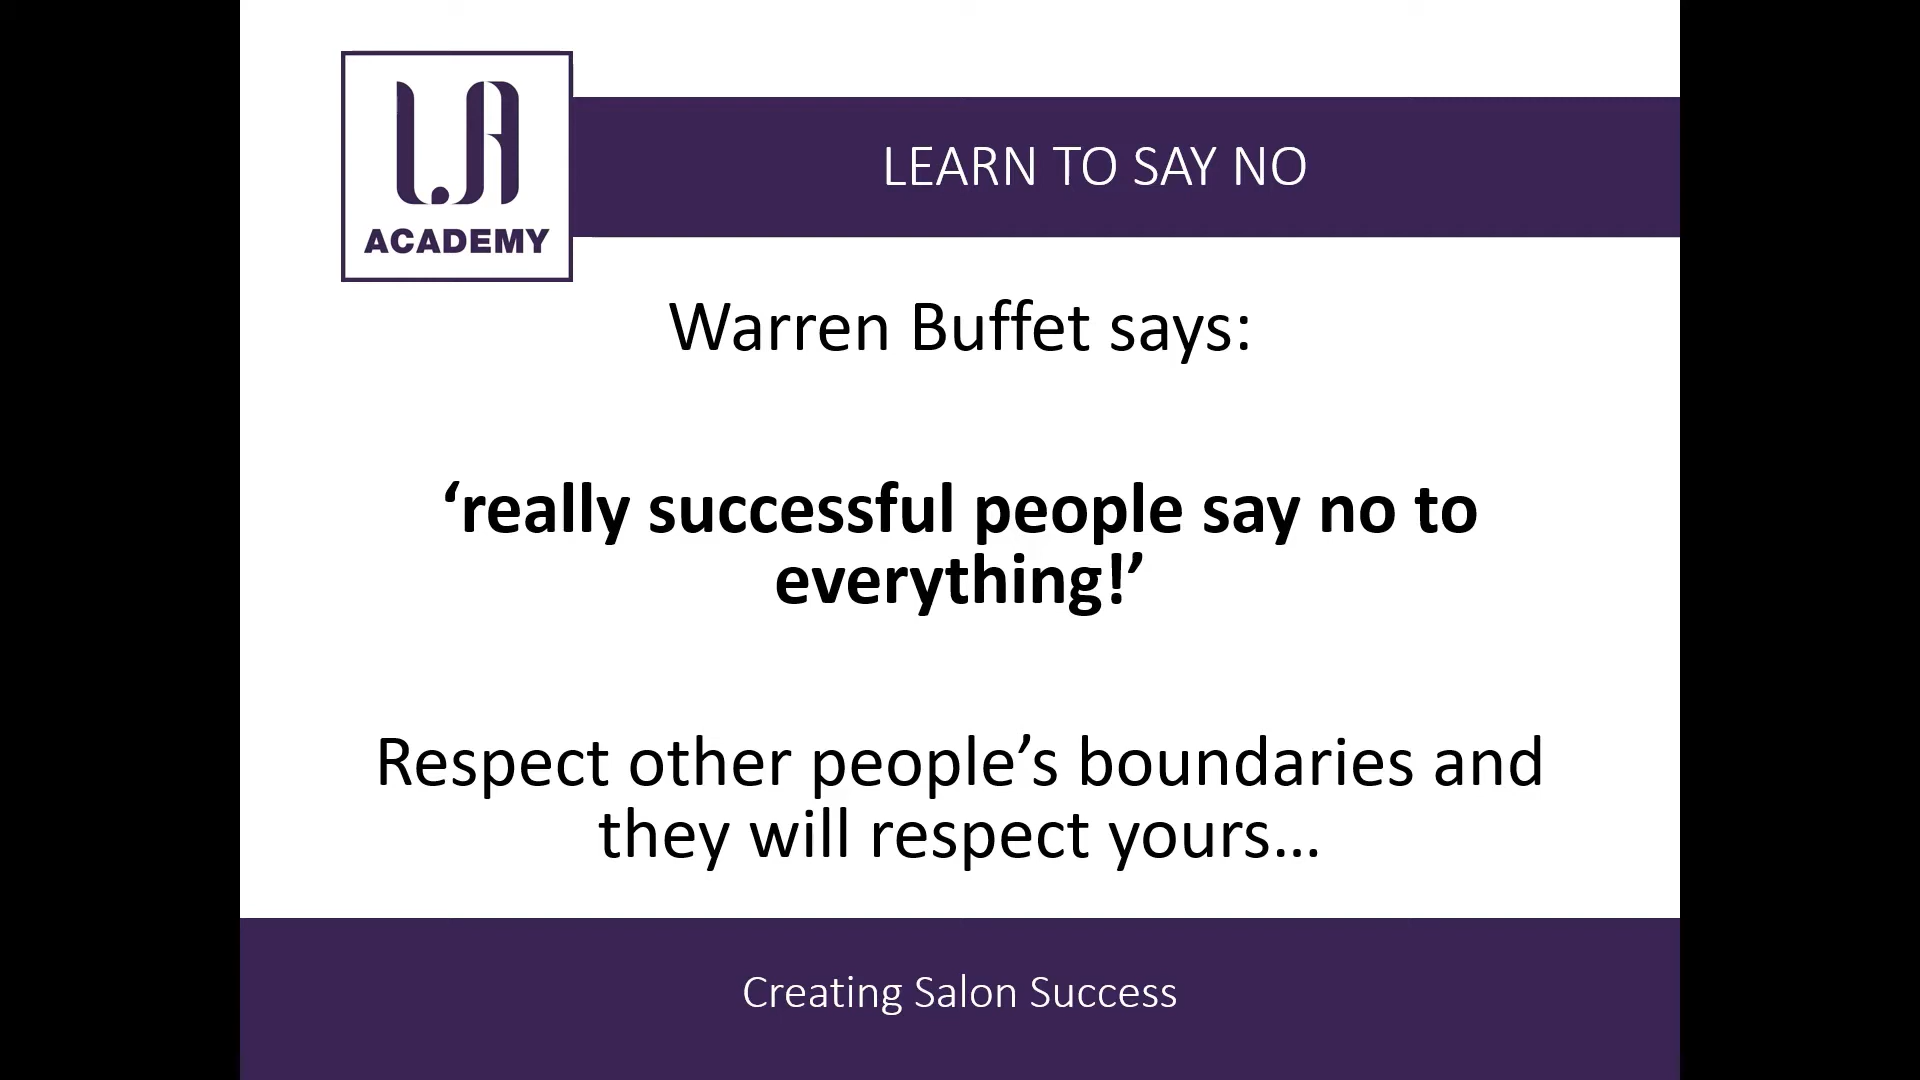 L.A
ACADEMY
LEARN TO SAY NO
Warren Buffet says:
‘really successful people say no to
everything!’
Respect other people’s boundaries and
they will respect yours…
Creating Salon Success